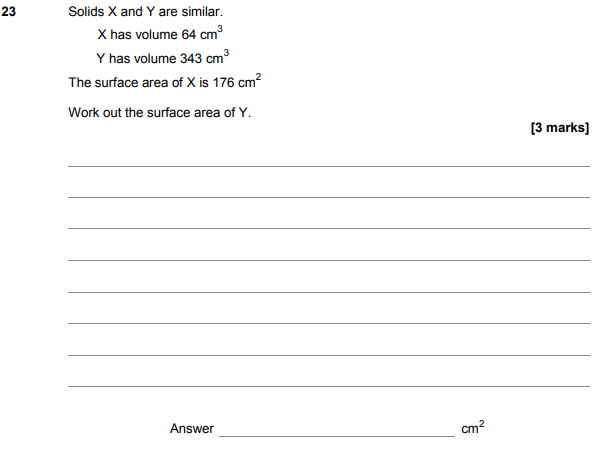 23 Solids X and Y are similar.
X has volume 64 cm³
Y has volume 343 cm³
The surface area of X is 176 cm²
Work out the surface area of Y.
[3 marks]
Answer cm²